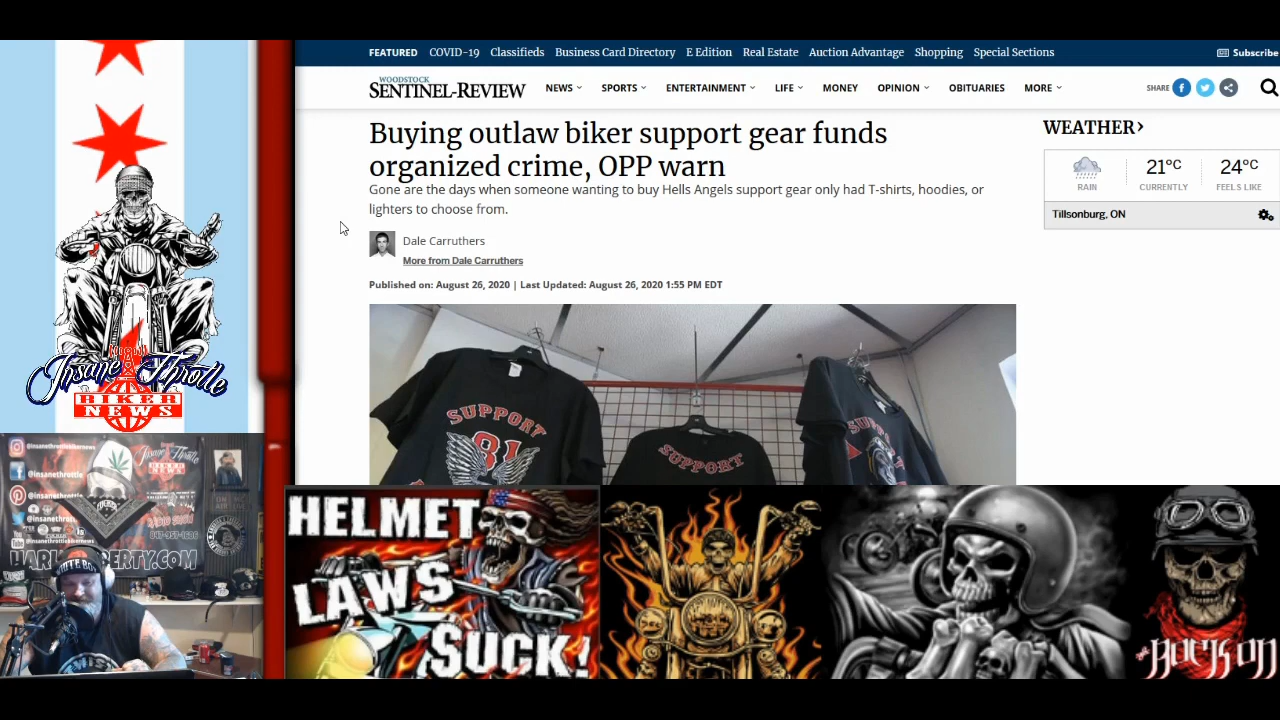 FEATURED COVID-19 Classifieds Business Card Directory E Edition Real Estate Auction Advantage Shopping Special Sections Subscribe
WOODSTOCK
SENTINEL-REVIEW
NEWS SPORTS ENTERTAINMENT LIFE MONEY OPINION OBITUARIES MORE
SHARE
Buying outlaw biker support gear funds
organized crime, OPP warn
Gone are the days when someone wanting to buy Hells Angels support gear only had T-shirts, hoodies, or
lighters to choose from.
Dale Carruthers
More from Dale Carruthers
Published on: August 26, 2020 | Last Updated: August 26, 2020 1:55 PM EDT
WEATHER
RAIN
21°C
CURRENTLY
24°C
FEELS LIKE
Tillsonburg, ON
SUPPORT
81
SUPPORT
SUPPORT
Insane Throttle
BIKER
NEWS
@insanethrottlebikernews
@insanethrottle
@insanethrottle
HELMET
LAWS
SUCK!